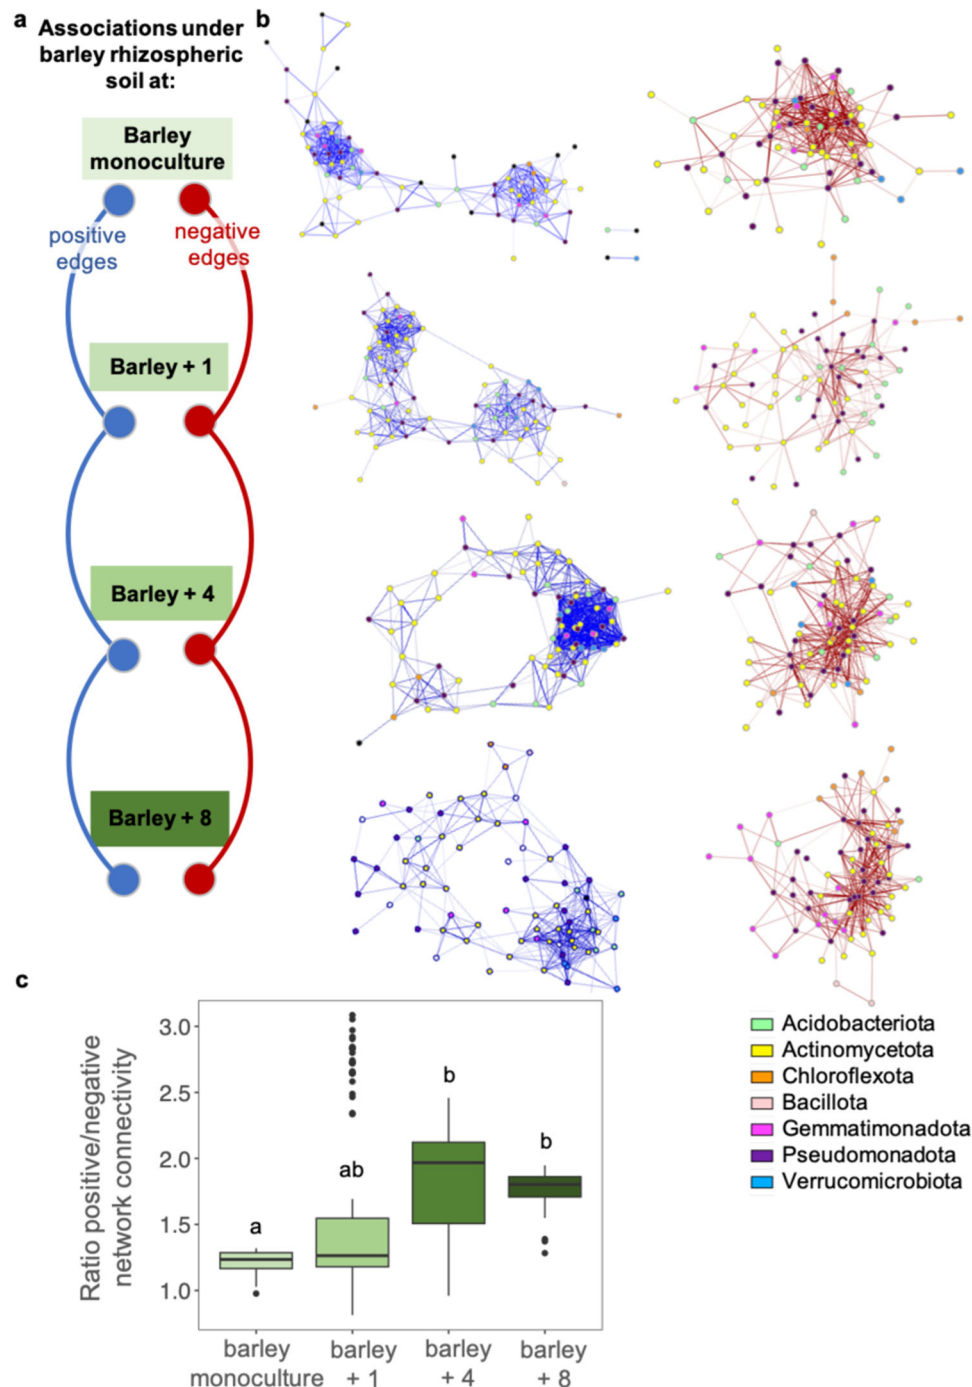 a
Associations under
barley rhizospheric
soil at:
b
Barley
monoculture
positive
edges
negative
edges
Barley + 1
Barley + 4
Barley + 8
c
Ratio positive/negative
network connectivity
3.0
2.5
2.0
1.5
1.0
a
ab
b
b
barley
monoculture
barley
+ 1
barley
+ 4
barley
+ 8
Acidobacteriota
Actinomycetota
Chloroflexota
Bacillota
Gemmatimonadota
Pseudomonadota
Verrucomicrobiota